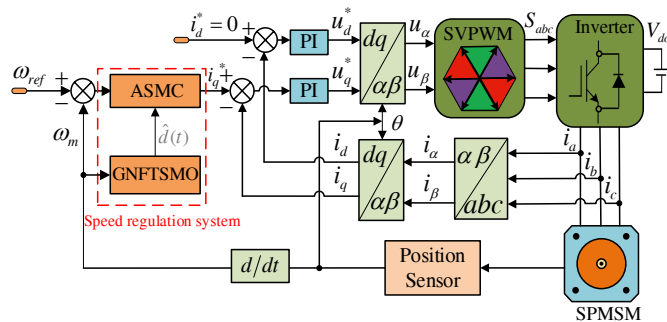 i_d^* = 0
+
−
PI
u_d^*
dq
αβ
u_α
u_β
SVPWM
S_abc
Inverter
V_dc
ω_ref
+
−
ASMC
i_q^*
+
−
PI
u_q^*
ω_m
d̂(t)
GNFTSMO
Speed regulation system
θ
i_d
i_q
dq
αβ
i_α
i_β
αβ
abc
i_a
i_b
i_c
d/dt
Position
Sensor
SPMSM